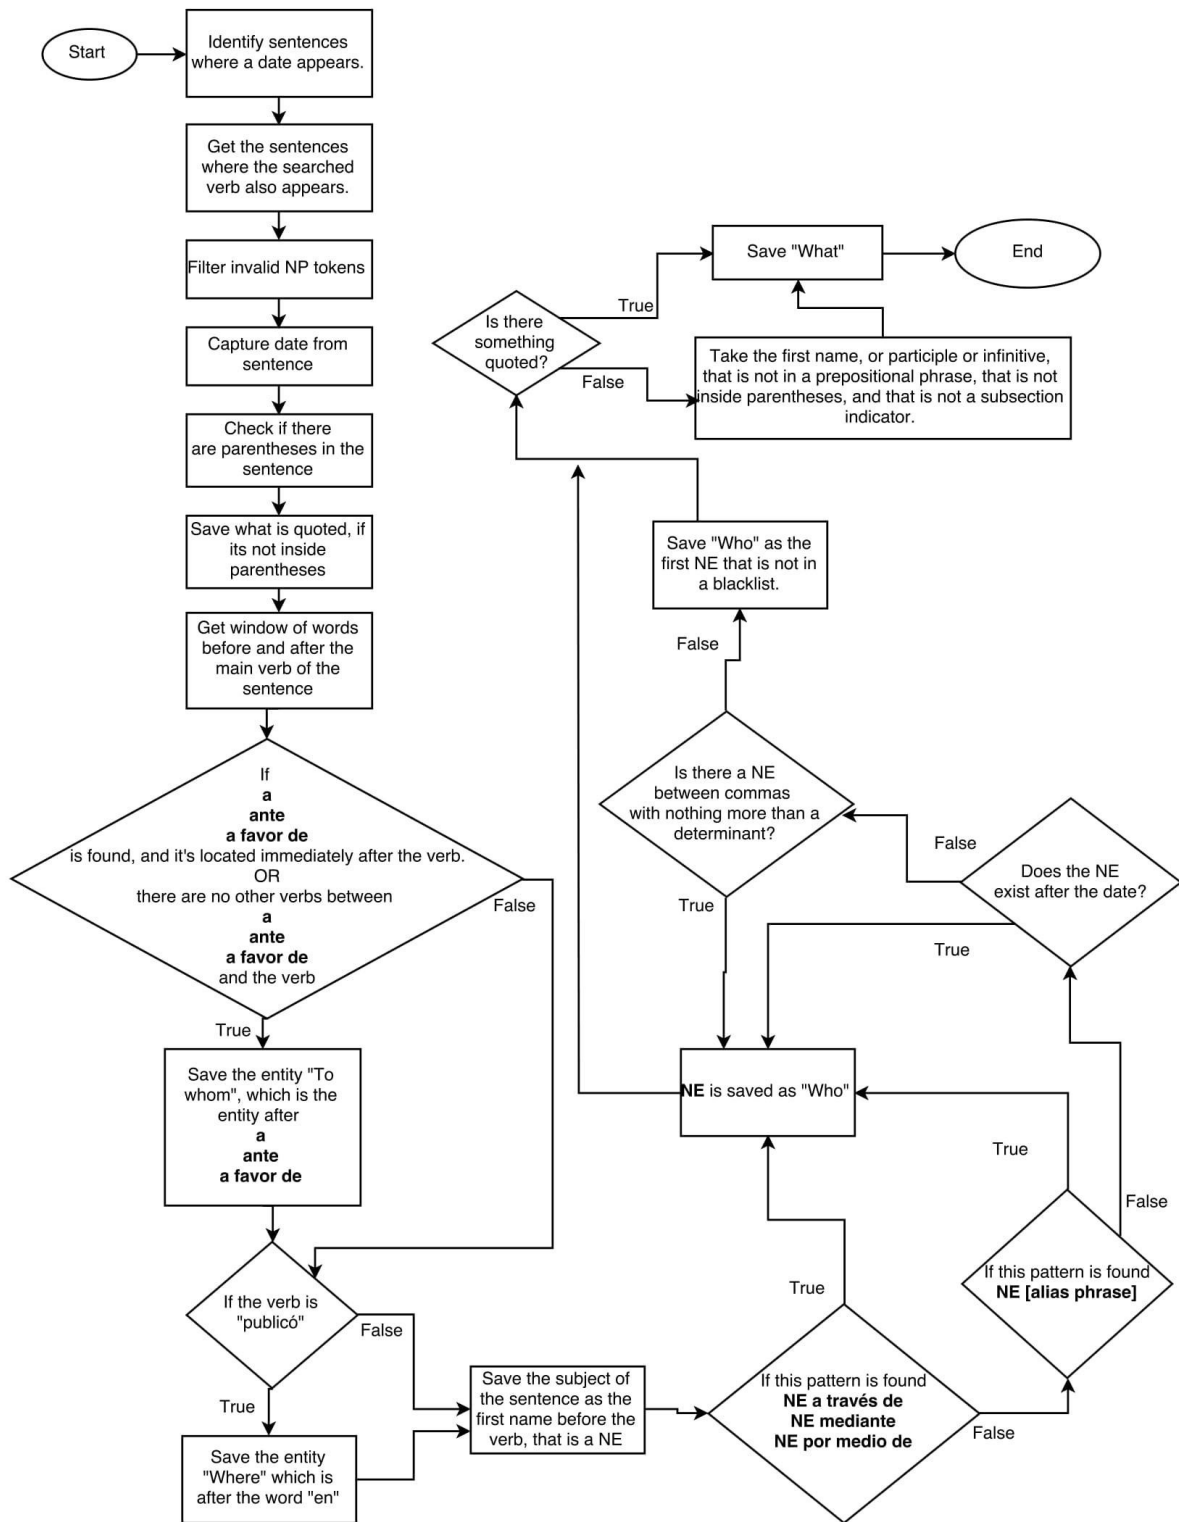 Start
Identify sentences
where a date appears.
Get the sentences
where the searched
verb also appears.
Filter invalid NP tokens
Capture date from
sentence
Check if there
are parentheses in the
sentence
Save what is quoted, if
its not inside
parentheses
Get window of words
before and after the
main verb of the
sentence
If
a
ante
a favor de
is found, and it's located immediately after the verb.
OR
there are no other verbs between
a
ante
a favor de
and the verb
False
True
Save the entity "To
whom", which is the
entity after
a
ante
a favor de
If the verb is
"publicó"
False
True
Save the entity
"Where" which is
after the word "en"
Save the subject of
the sentence as the
first name before the
verb, that is a NE
If this pattern is found
NE a través de
NE mediante
NE por medio de
True
False
If this pattern is found
NE [alias phrase]
True
False
Does the NE
exist after the date?
True
False
Is there a NE
between commas
with nothing more than a
determinant?
True
False
NE is saved as "Who"
Save "Who" as the
first NE that is not in
a blacklist.
Is there
something
quoted?
True
False
Take the first name, or participle or infinitive,
that is not in a prepositional phrase, that is not
inside parentheses, and that is not a subsection
indicator.
Save "What"
End